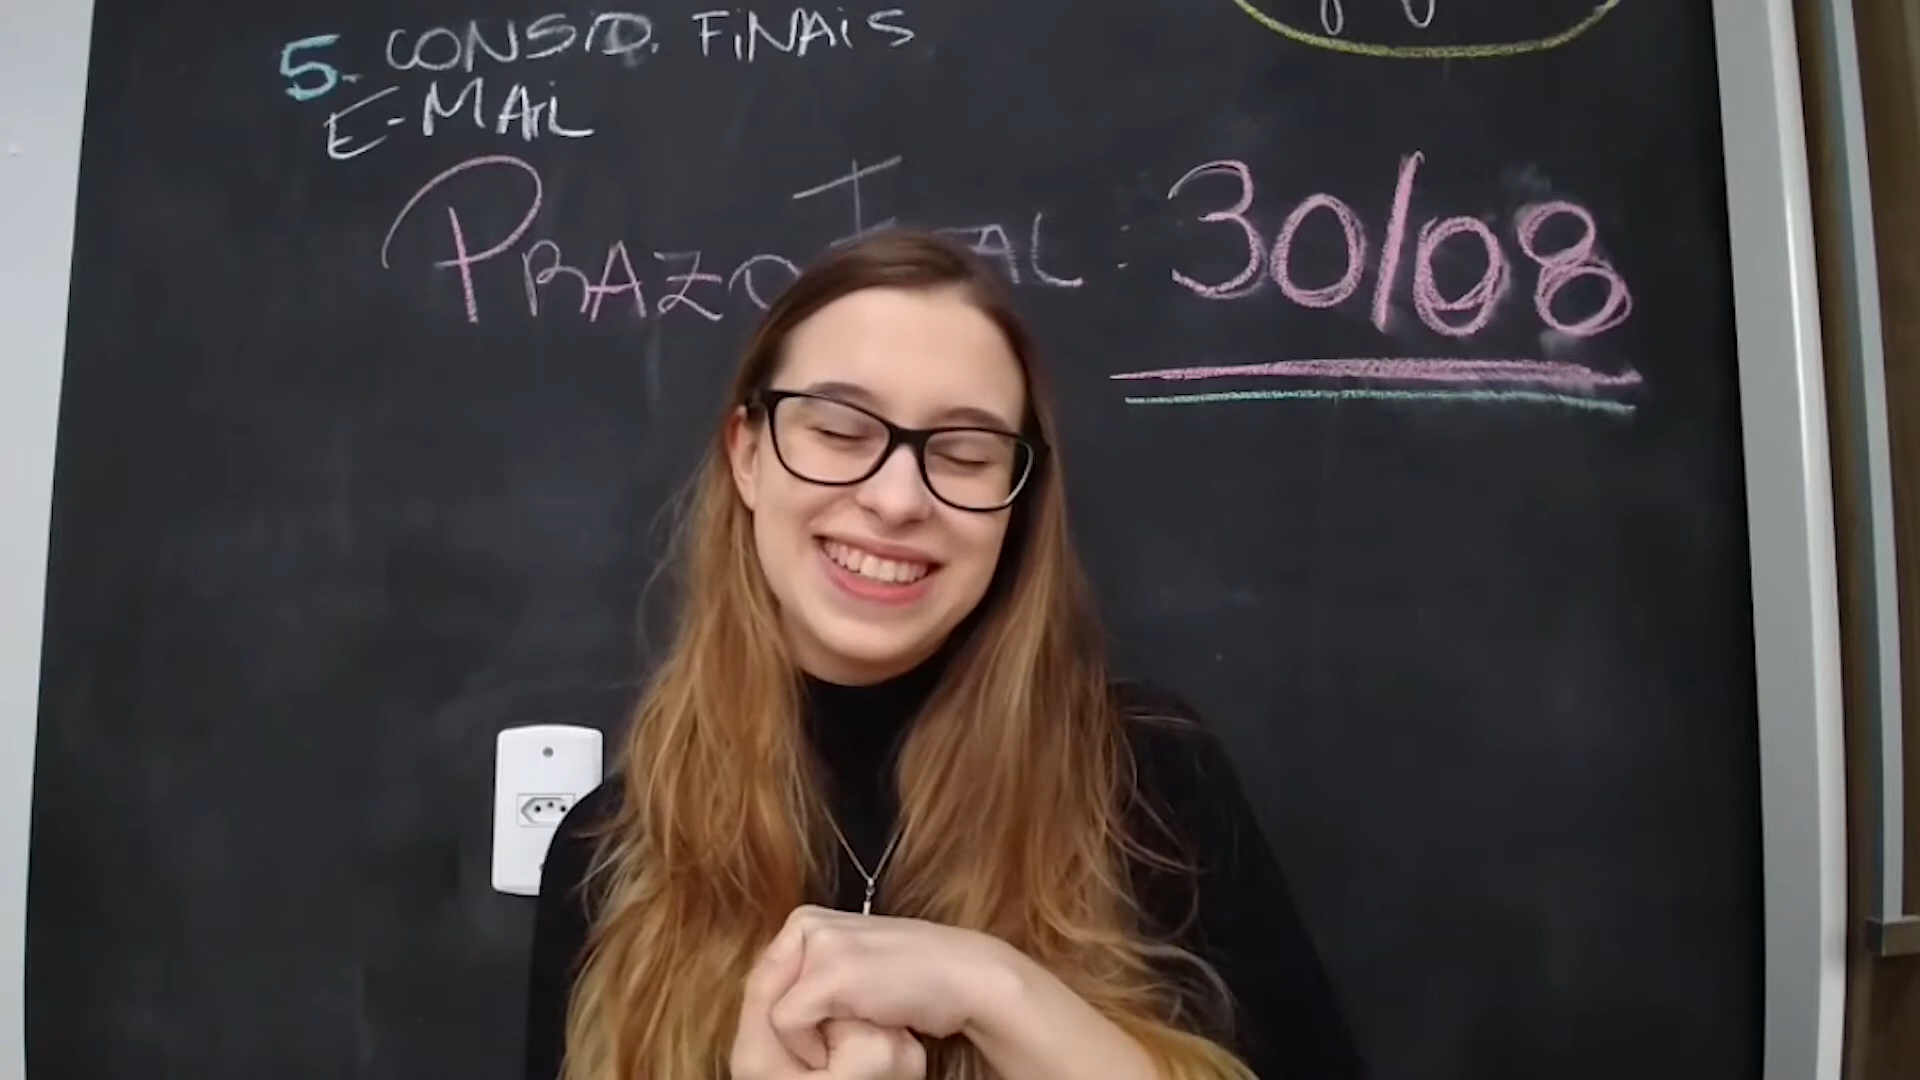 5- CONSID. FINAIS
E-MAIL
PRAZO : 30/08